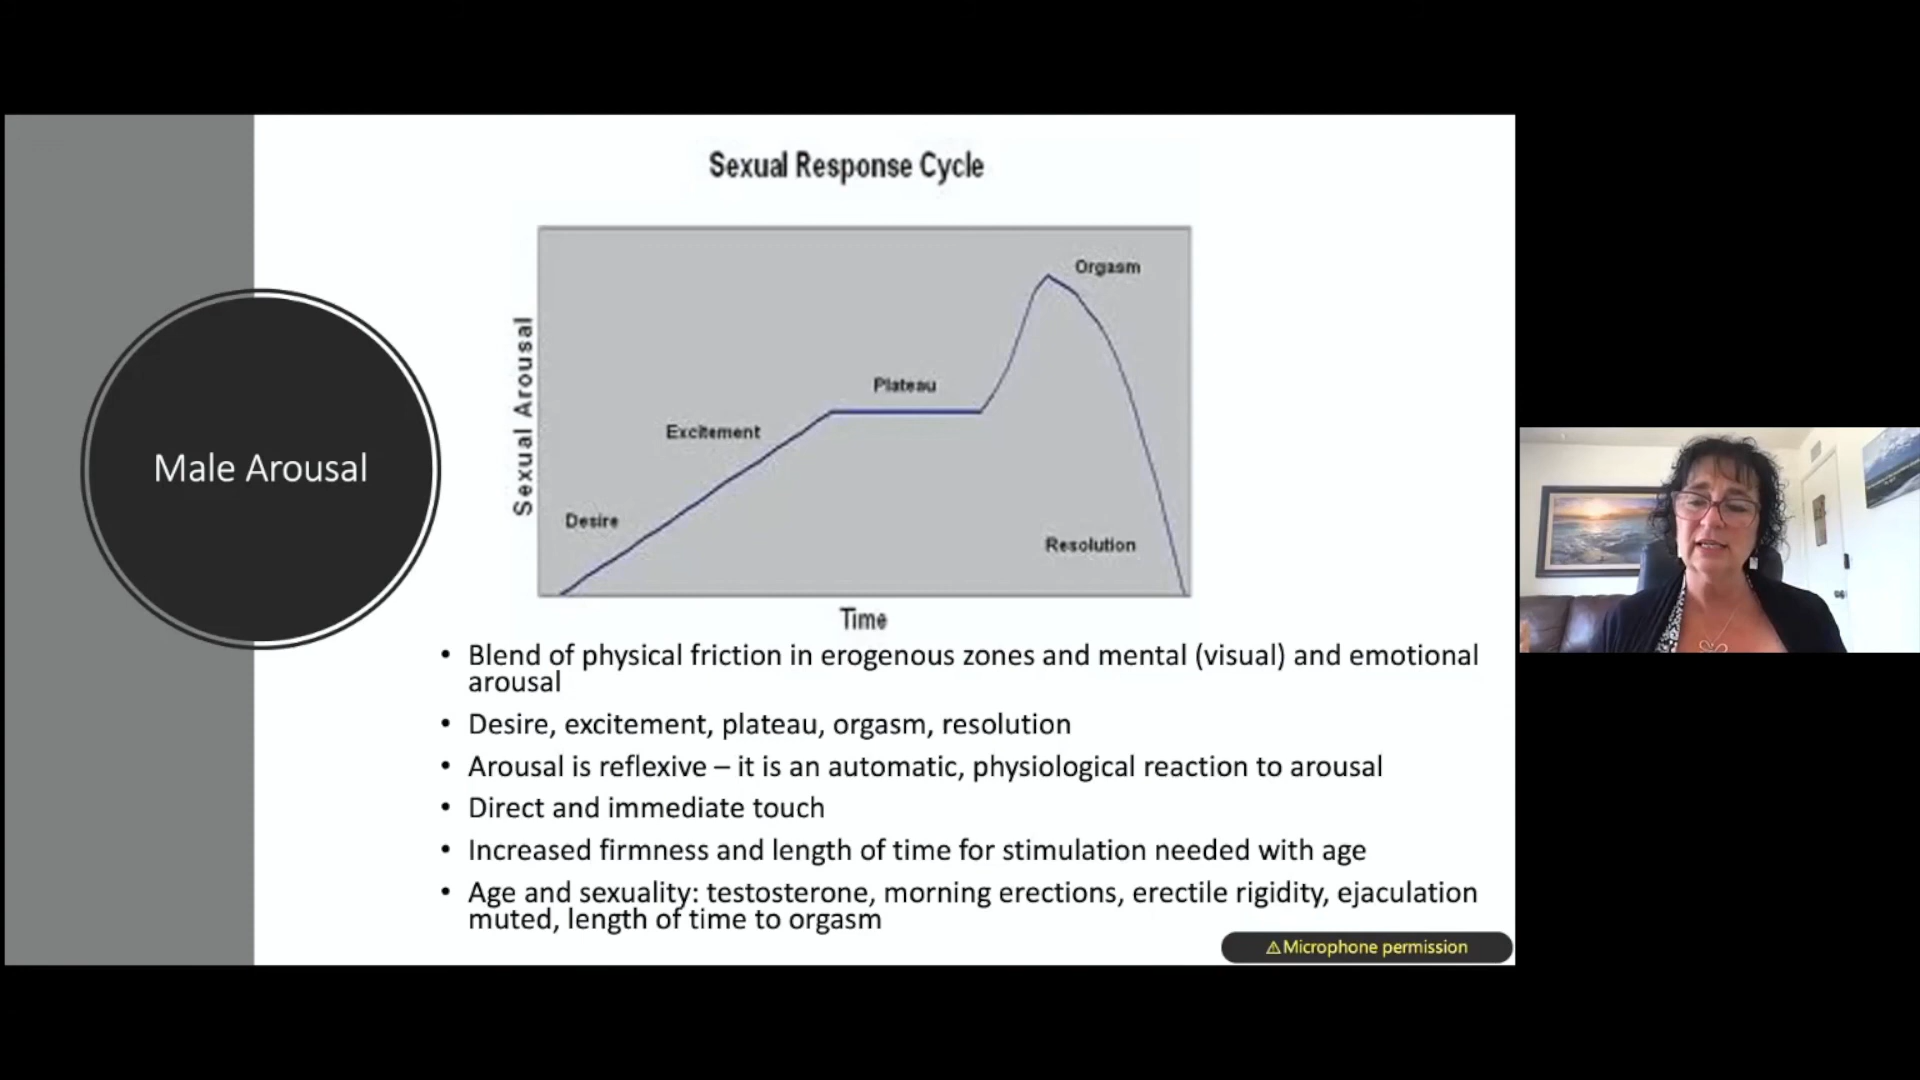 Sexual Response Cycle
Orgasm
Plateau
Excitement
Desire
Resolution
Sexual Arousal
Time
Male Arousal
• Blend of physical friction in erogenous zones and mental (visual) and emotional
arousal
• Desire, excitement, plateau, orgasm, resolution
• Arousal is reflexive – it is an automatic, physiological reaction to arousal
• Direct and immediate touch
• Increased firmness and length of time for stimulation needed with age
• Age and sexuality: testosterone, morning erections, erectile rigidity, ejaculation
muted, length of time to orgasm
⚠Microphone permission